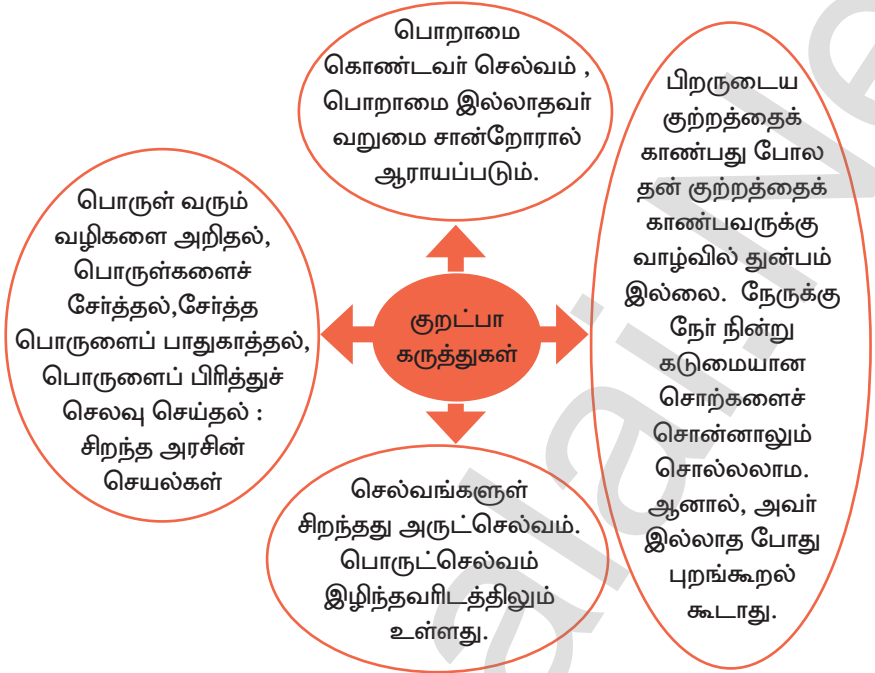 பொறாமை
கொண்டவர் செல்வம் ,
பொறாமை இல்லாதவர்
வறுமை சான்றோரால்
ஆராயப்படும்.
பொருள் வரும்
வழிகளை அறிதல்,
பொருள்களைச்
சேர்த்தல்,சேர்த்த
பொருளைப் பாதுகாத்தல்,
பொருளைப் பிரித்துச்
செலவு செய்தல் :
சிறந்த அரசின்
செயல்கள்
குறட்பா
கருத்துகள்
பிறருடைய
குற்றத்தைக்
காண்பது போல
தன் குற்றத்தைக்
காண்பவருக்கு
வாழ்வில் துன்பம்
இல்லை. நேருக்கு
நேர் நின்று
கடுமையான
சொற்களைச்
சொன்னாலும்
சொல்லலாம.
ஆனால், அவர்
இல்லாத போது
புறங்கூறல்
கூடாது.
செல்வங்களுள்
சிறந்தது அருட்செல்வம்.
பொருட்செல்வம்
இழிந்தவரிடத்திலும்
உள்ளது.